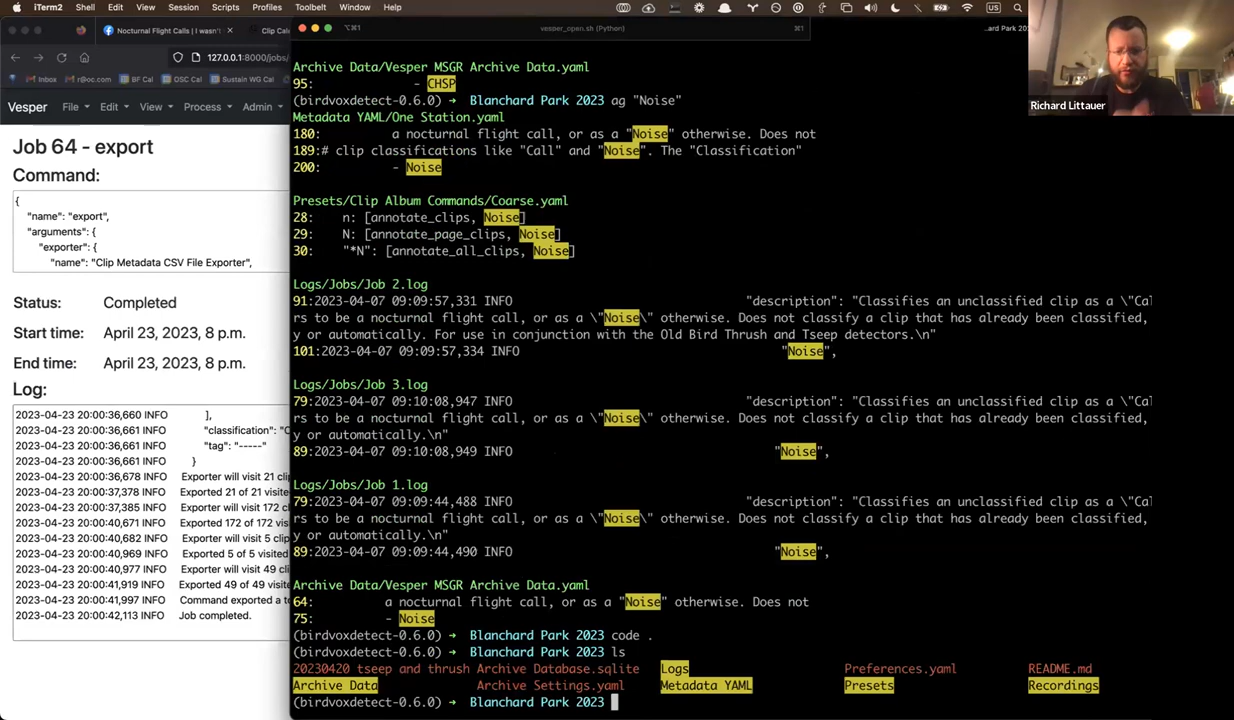 iTerm2 Shell Edit View Session Scripts Profiles Toolbelt Window Help
US
Nocturnal Flight Calls | I wasn'
Clip Cal
127.0.0.1:8000/jobs/
Inbox r@oc.com BF Cal OSC Cal Sustain WG Cal
Vesper File Edit View Process Admin
Job 64 - export
Command:
{
"name": "export",
"arguments": {
"exporter": {
"name": "Clip Metadata CSV File Exporter",
Status: Completed
Start time: April 23, 2023, 8 p.m.
End time: April 23, 2023, 8 p.m.
Log:
2023-04-23 20:00:36,660 INFO ],
2023-04-23 20:00:36,661 INFO "classification": "C
2023-04-23 20:00:36,661 INFO "tag": "-----"
2023-04-23 20:00:36,661 INFO }
2023-04-23 20:00:36,678 INFO Exporter will visit 21 cli
2023-04-23 20:00:37,378 INFO Exported 21 of 21 visite
2023-04-23 20:00:37,385 INFO Exporter will visit 172 c
2023-04-23 20:00:40,671 INFO Exported 172 of 172 vis
2023-04-23 20:00:40,682 INFO Exporter will visit 5 clip
2023-04-23 20:00:40,969 INFO Exported 5 of 5 visited
2023-04-23 20:00:40,977 INFO Exporter will visit 49 cli
2023-04-23 20:00:41,919 INFO Exported 49 of 49 visite
2023-04-23 20:00:41,997 INFO Command exported a to
2023-04-23 20:00:42,113 INFO Job completed.
⌥⌘1 vesper_open.sh (Python) ⌘1
..ard Park 202
Richard Littauer
Archive Data/Vesper MSGR Archive Data.yaml
95: - CHSP
(birdvoxdetect-0.6.0) → Blanchard Park 2023 ag "Noise"
Metadata YAML/One Station.yaml
180: a nocturnal flight call, or as a "Noise" otherwise. Does not
189:# clip classifications like "Call" and "Noise". The "Classification"
200: - Noise
Presets/Clip Album Commands/Coarse.yaml
28: n: [annotate_clips, Noise]
29: N: [annotate_page_clips, Noise]
30: "*N": [annotate_all_clips, Noise]
Logs/Jobs/Job 2.log
91:2023-04-07 09:09:57,331 INFO "description": "Classifies an unclassified clip as a \"Cal
rs to be a nocturnal flight call, or as a \"Noise\" otherwise. Does not classify a clip that has already been classified,
y or automatically. For use in conjunction with the Old Bird Thrush and Tseep detectors.\n"
101:2023-04-07 09:09:57,334 INFO "Noise",
Logs/Jobs/Job 3.log
79:2023-04-07 09:10:08,947 INFO "description": "Classifies an unclassified clip as a \"Cal
rs to be a nocturnal flight call, or as a \"Noise\" otherwise. Does not classify a clip that has already been classified,
y or automatically.\n"
89:2023-04-07 09:10:08,949 INFO "Noise",
Logs/Jobs/Job 1.log
79:2023-04-07 09:09:44,488 INFO "description": "Classifies an unclassified clip as a \"Cal
rs to be a nocturnal flight call, or as a \"Noise\" otherwise. Does not classify a clip that has already been classified,
y or automatically.\n"
89:2023-04-07 09:09:44,490 INFO "Noise",
Archive Data/Vesper MSGR Archive Data.yaml
64: a nocturnal flight call, or as a "Noise" otherwise. Does not
75: - Noise
(birdvoxdetect-0.6.0) → Blanchard Park 2023 code .
(birdvoxdetect-0.6.0) → Blanchard Park 2023 ls
20230420 tseep and thrush Archive Database.sqlite Logs Preferences.yaml README.md
Archive Data Archive Settings.yaml Metadata YAML Presets Recordings
(birdvoxdetect-0.6.0) → Blanchard Park 2023